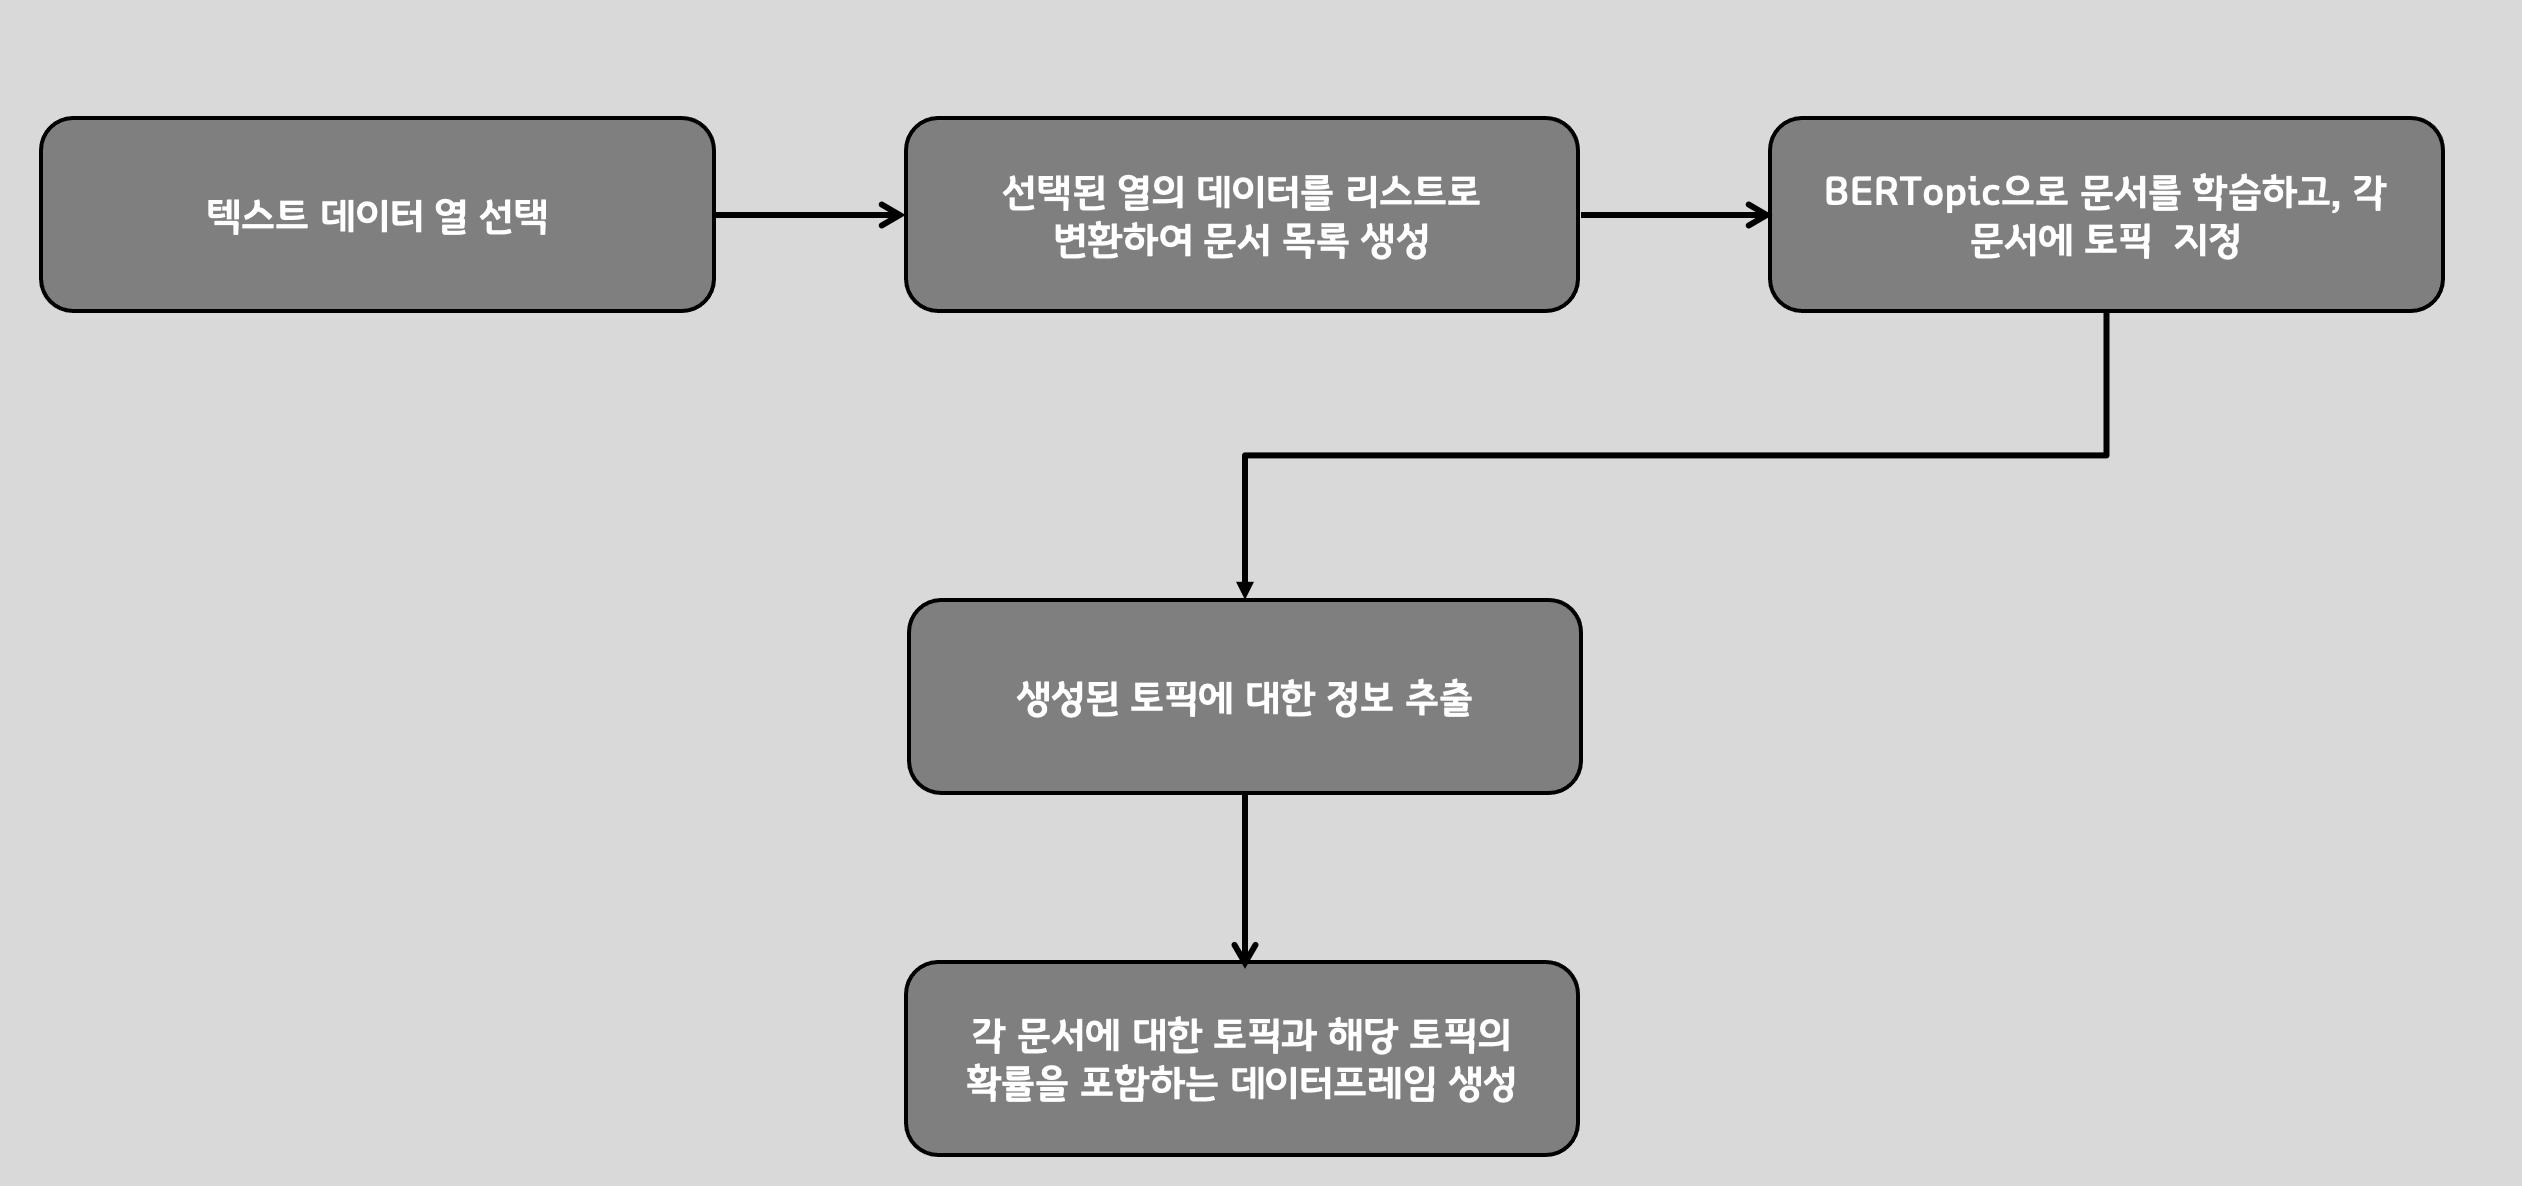 텍스트 데이터 열 선택
선택된 열의 데이터를 리스트로
변환하여 문서 목록 생성
BERTopic으로 문서를 학습하고, 각
문서에 토픽  지정
생성된 토픽에 대한 정보 추출
각 문서에 대한 토픽과 해당 토픽의
확률을 포함하는 데이터프레임 생성